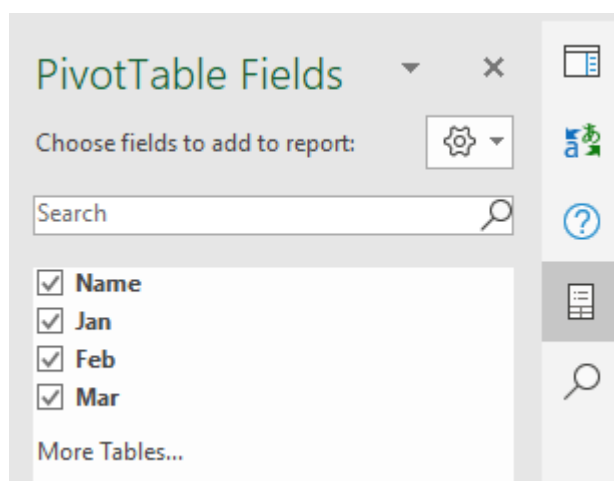 PivotTable Fields
Choose fields to add to report:
Search
Name
Jan
Feb
Mar
More Tables...